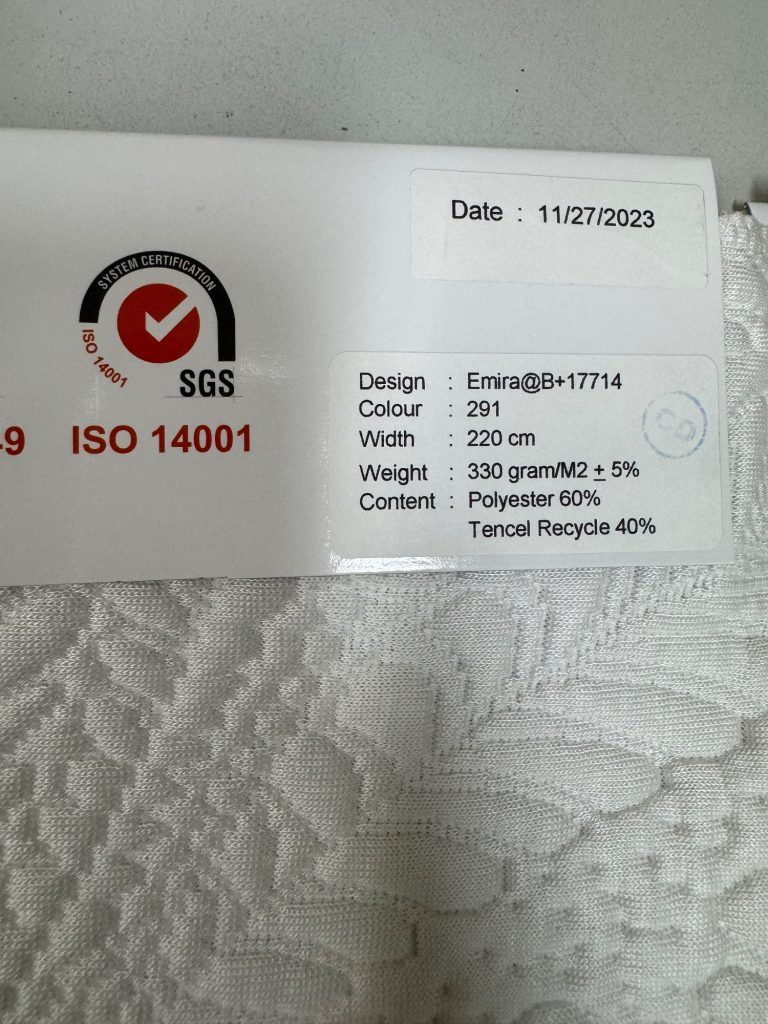 Date : 11/27/2023
SYSTEM CERTIFICATION
ISO 14001
SGS
-9 ISO 14001
Design : Emira@B+17714
Colour : 291
Width : 220 cm
Weight : 330 gram/M2 ± 5%
Content : Polyester 60%
Tencel Recycle 40%